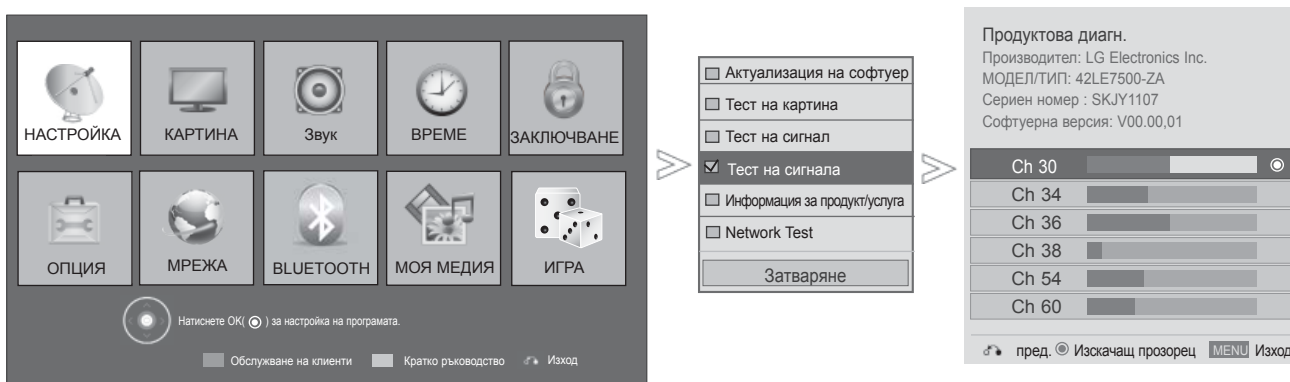 НАСТРОЙКА
КАРТИНА
Звук
ВРЕМЕ
ЗАКЛЮЧВАНЕ
ОПЦИЯ
МРЕЖА
BLUETOOTH
МОЯ МЕДИЯ
ИГРА
Натиснете OK( ) за настройка на програмата.
Обслужване на клиенти Кратко ръководство Изход
Актуализация на софтуер
Тест на картина
Тест на сигнал
Тест на сигнала
Информация за продукт/услуга
Network Test
Затваряне
Продуктова диагн.
Производител: LG Electronics Inc.
МОДЕЛ/ТИП: 42LE7500-ZA
Сериен номер : SKJY1107
Софтуерна версия: V00.00,01
Ch 30
Ch 34
Ch 36
Ch 38
Ch 54
Ch 60
пред. Изскачащ прозорец MENU Изход